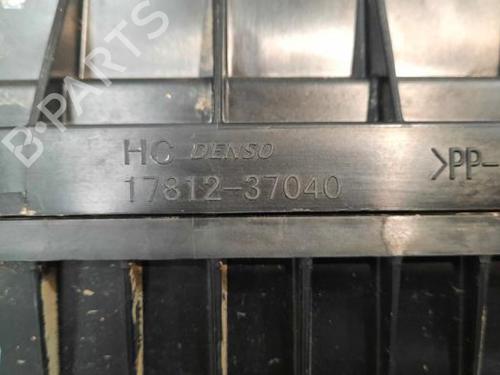 B-PARTS
HC DENSO
17812-37040
>PP-